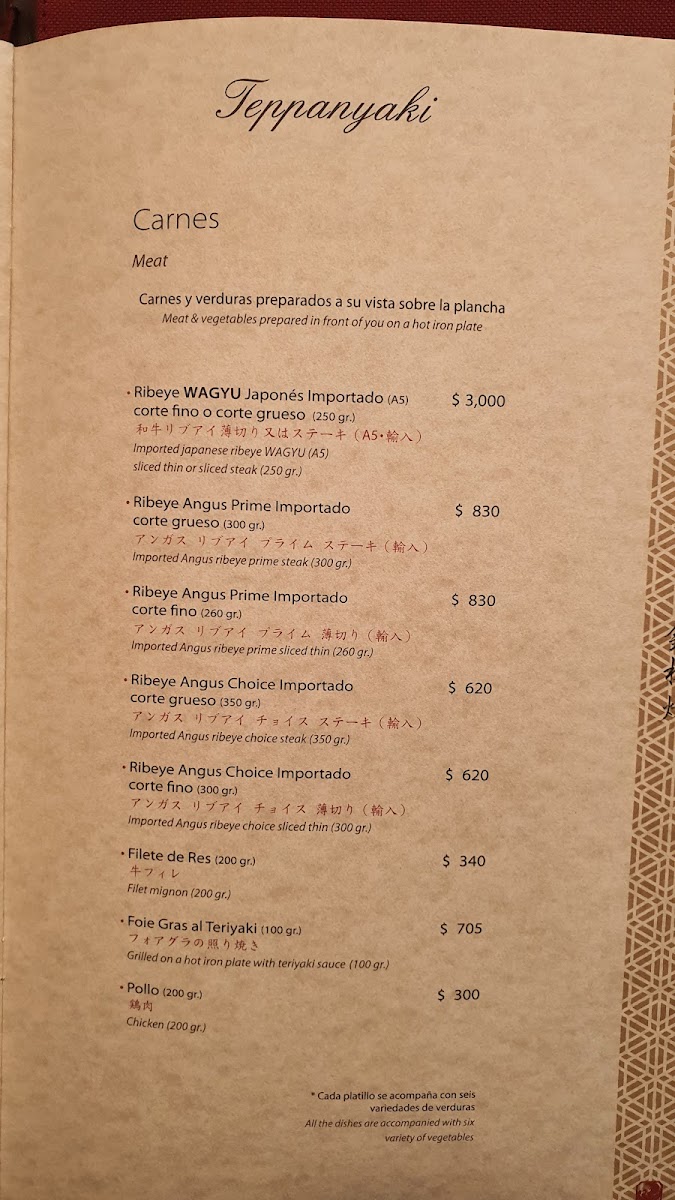 Teppanyaki
Carnes
Meat
Carnes y verduras preparados a su vista sobre la plancha
Meat & vegetables prepared in front of you on a hot iron plate
• Ribeye WAGYU Japonés Importado (A5) $ 3,000
corte fino o corte grueso (250 gr.)
和牛リブアイ薄切り又はステーキ（A5・輸入）
Imported japanese ribeye WAGYU (A5)
sliced thin or sliced steak (250 gr.)
• Ribeye Angus Prime Importado $ 830
corte grueso (300 gr.)
アンガス リブアイ プライム ステーキ（輸入）
Imported Angus ribeye prime steak (300 gr.)
• Ribeye Angus Prime Importado $ 830
corte fino (260 gr.)
アンガス リブアイ プライム 薄切り（輸入）
Imported Angus ribeye prime sliced thin (260 gr.)
• Ribeye Angus Choice Importado $ 620
corte grueso (350 gr.)
アンガス リブアイ チョイス ステーキ（輸入）
Imported Angus ribeye choice steak (350 gr.)
• Ribeye Angus Choice Importado $ 620
corte fino (300 gr.)
アンガス リブアイ チョイス 薄切り（輸入）
Imported Angus ribeye choice sliced thin (300 gr.)
• Filete de Res (200 gr.) $ 340
牛フィレ
Filet mignon (200 gr.)
• Foie Gras al Teriyaki (100 gr.) $ 705
フォアグラの照り焼き
Grilled on a hot iron plate with teriyaki sauce (100 gr.)
• Pollo (200 gr.) $ 300
鶏肉
Chicken (200 gr.)
* Cada platillo se acompaña con seis
variedades de verduras
All the dishes are accompanied with six
variety of vegetables